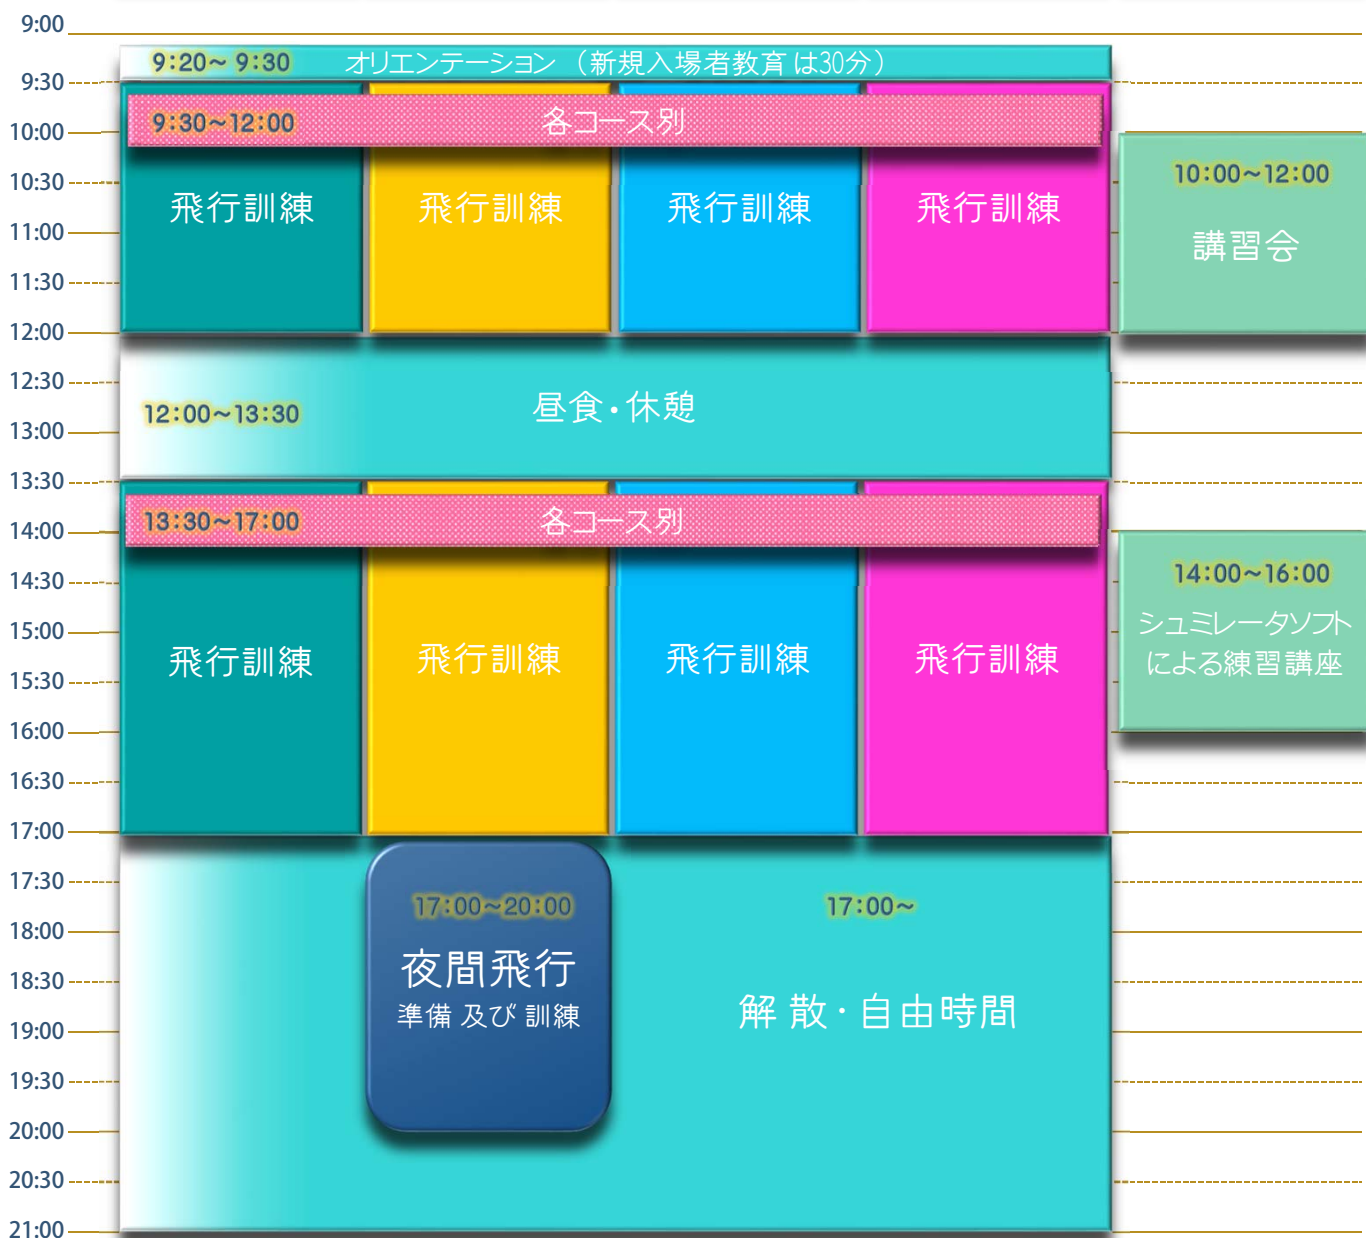 9:00
9:20～9:30 オリエンテーション （新規入場者教育は30分）
9:30
9:30～12:00 各コース別
10:00
10:00～12:00
10:30
飛行訓練 飛行訓練 飛行訓練 飛行訓練
11:00
講習会
11:30
12:00
12:30
12:00～13:30 昼食・休憩
13:00
13:30
13:30～17:00 各コース別
14:00
14:00～16:00
14:30
シュミレータソフト
15:00
飛行訓練 飛行訓練 飛行訓練 飛行訓練
による練習講座
15:30
16:00
16:30
17:00
17:30
17:00～20:00
17:00～
18:00
夜間飛行
18:30
準備 及び 訓練
解 散・自由時間
19:00
19:30
20:00
20:30
21:00